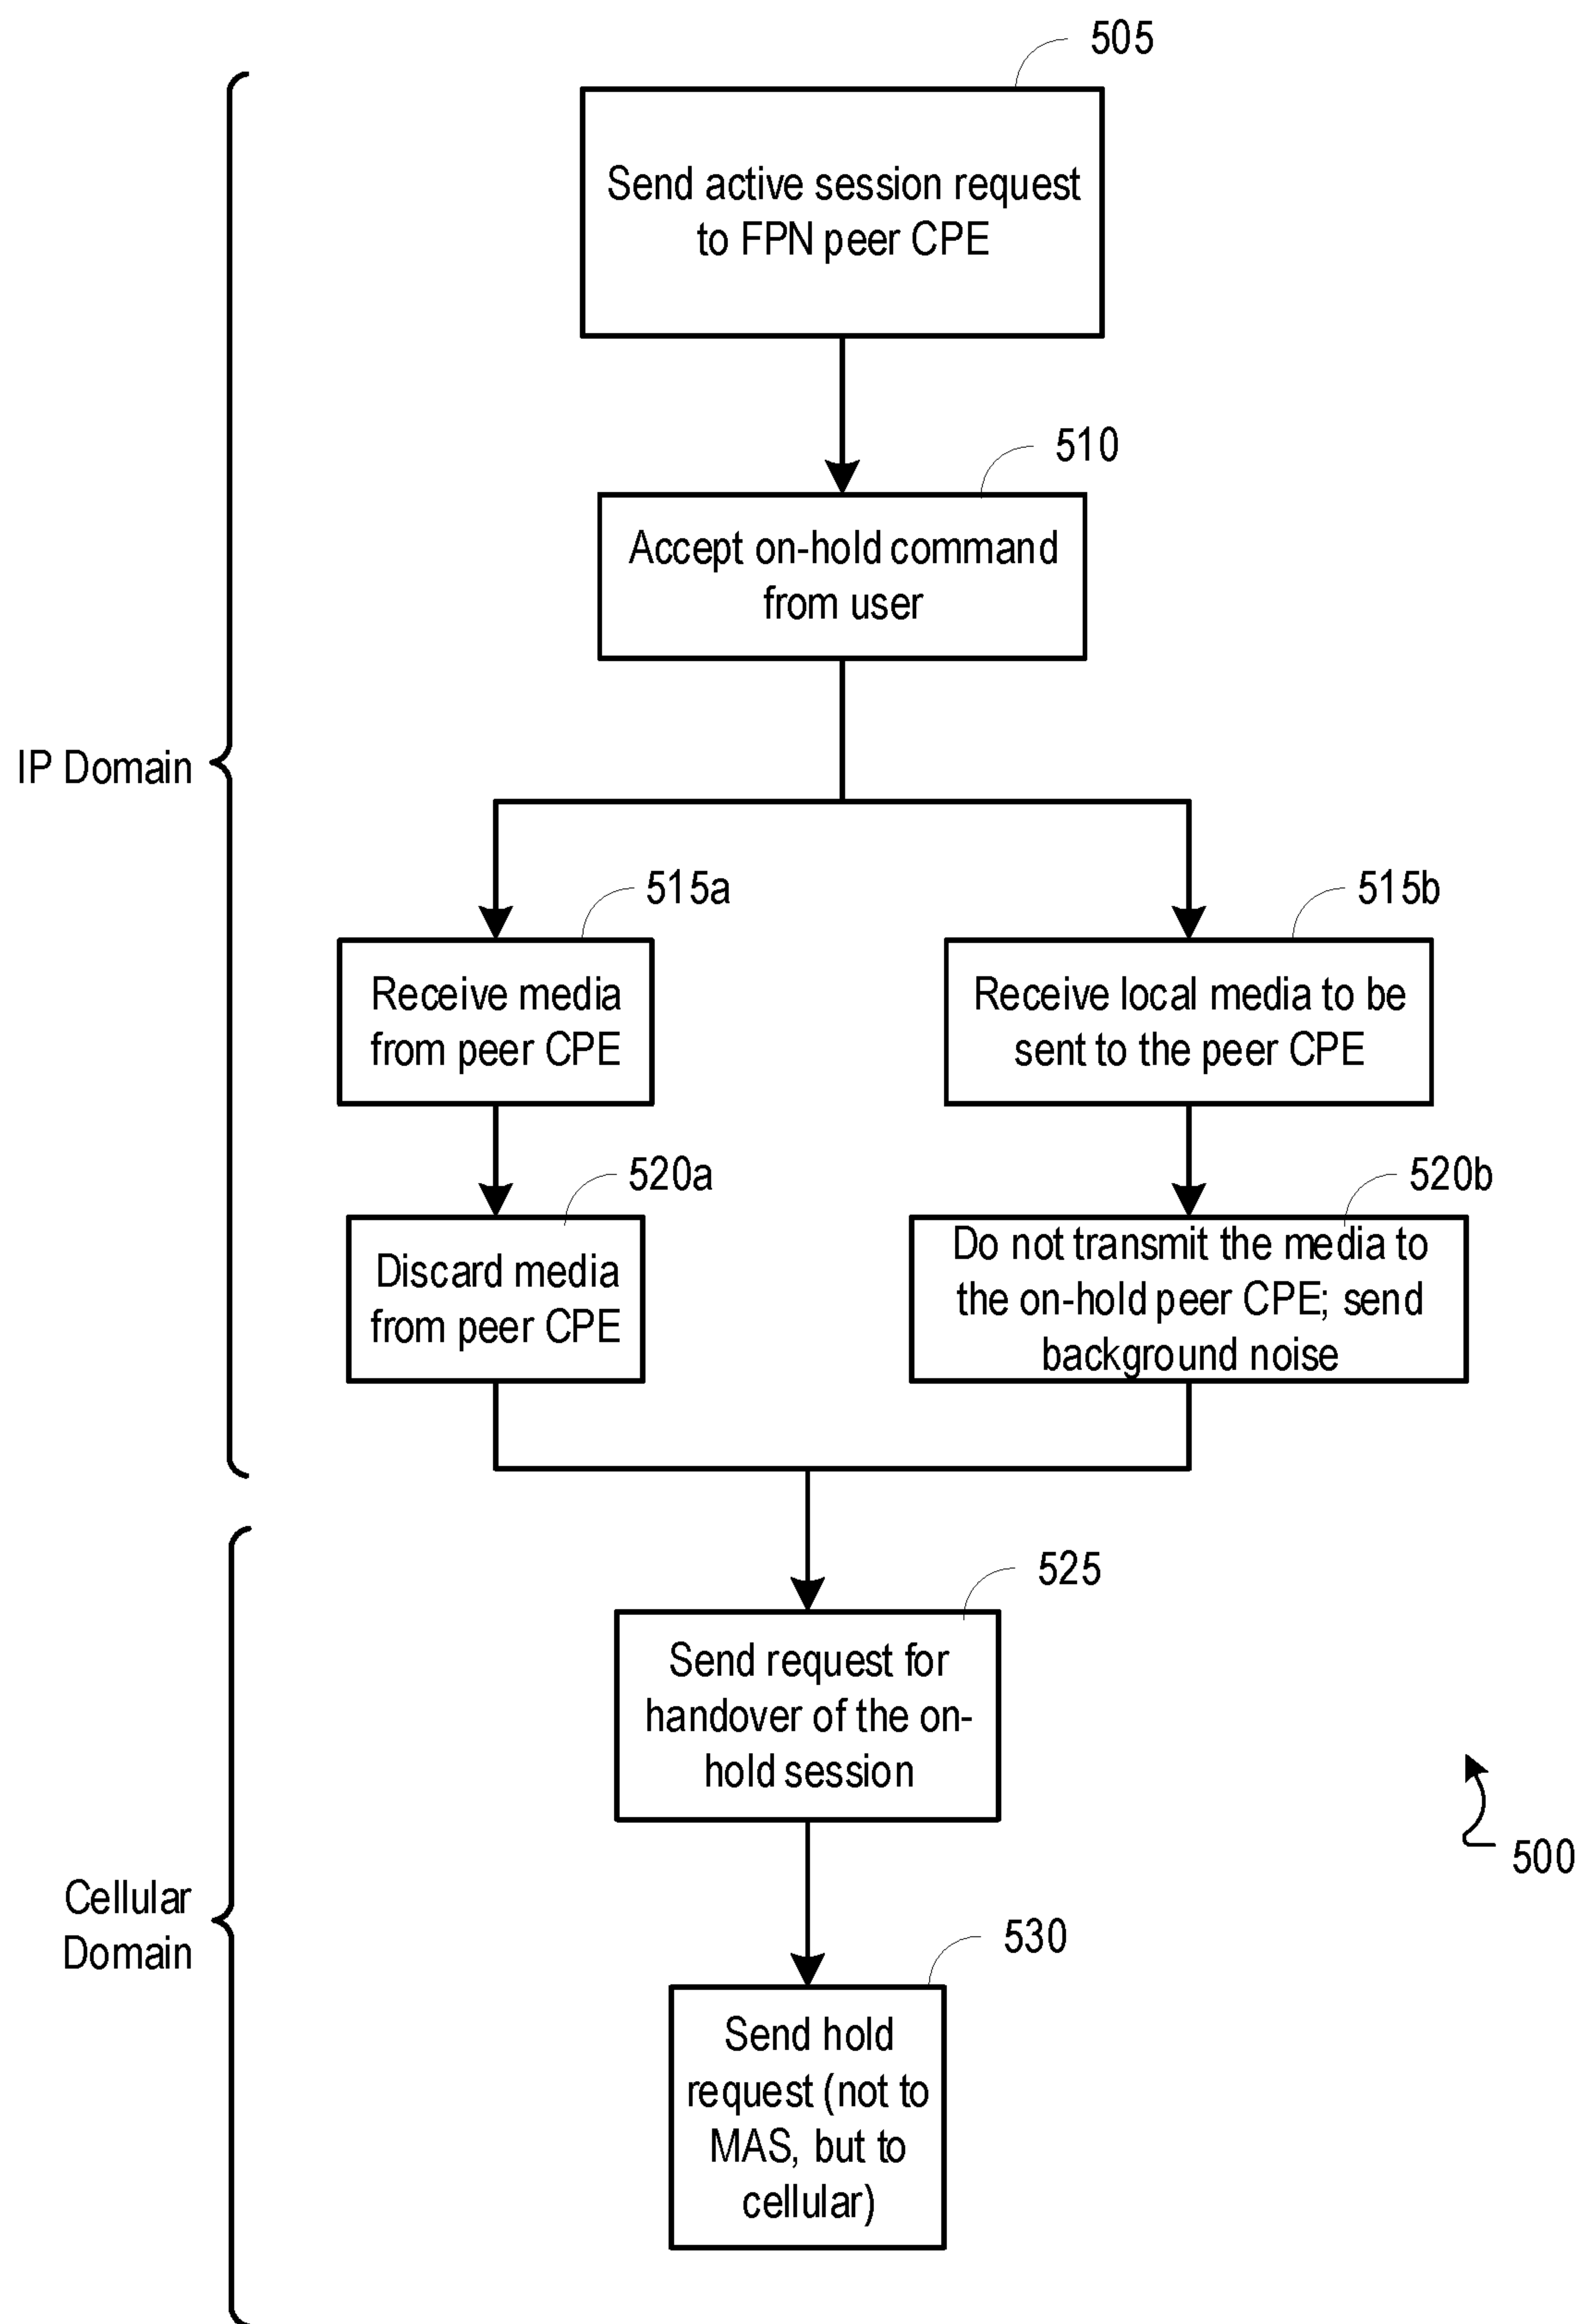 505
Send active session request
to FPN peer CPE
510
Accept on-hold command
from user
IP Domain
515a
515b
Receive media
from peer CPE
Receive local media to be
sent to the peer CPE
520a
520b
Discard media
from peer CPE
Do not transmit the media to
the on-hold peer CPE; send
background noise
525
Send request for
handover of the on-
hold session
500
Cellular
Domain
530
Send hold
request (not to
MAS, but to
cellular)